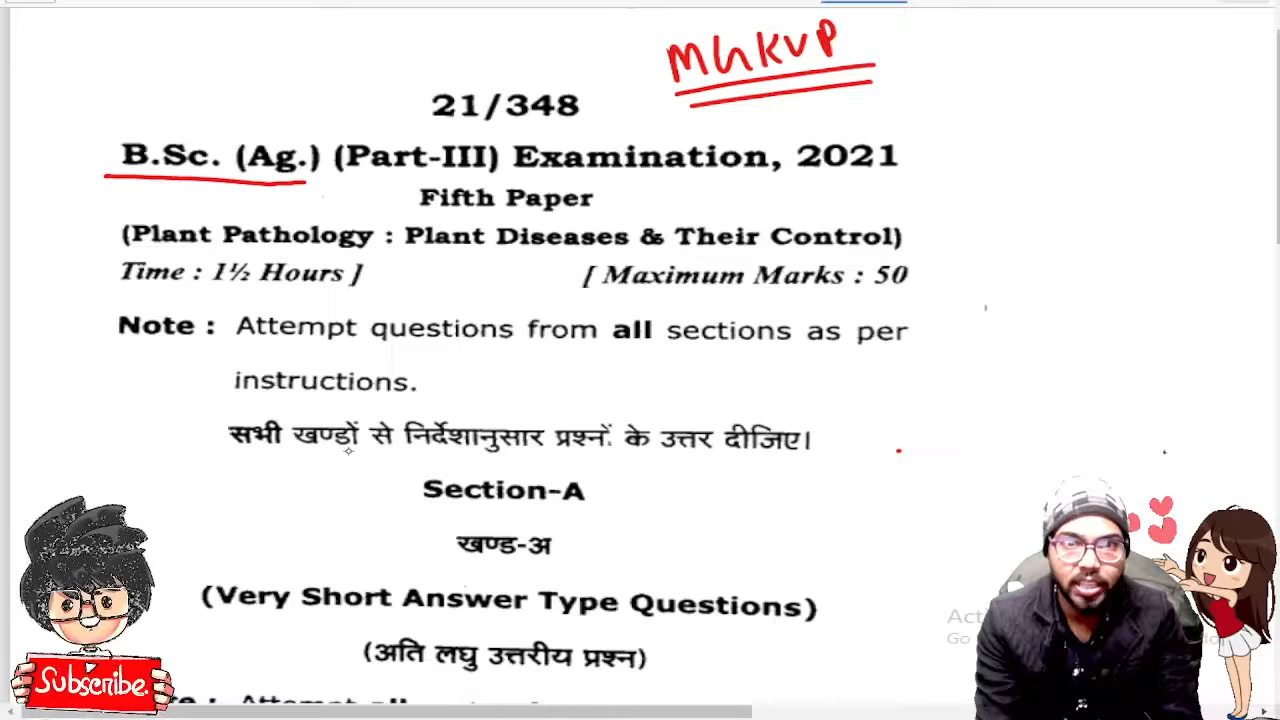 MhKVP
21/348
B.Sc. (Ag.) (Part-III) Examination, 2021
Fifth Paper
(Plant Pathology : Plant Diseases & Their Control)
Time : 1½ Hours ] [ Maximum Marks : 50
Note : Attempt questions from all sections as per
instructions.
सभी खण्डों से निर्देशानुसार प्रश्नों के उत्तर दीजिए।
Section-A
खण्ड-अ
(Very Short Answer Type Questions)
(अति लघु उत्तरीय प्रश्न)
Subscribe.
Go